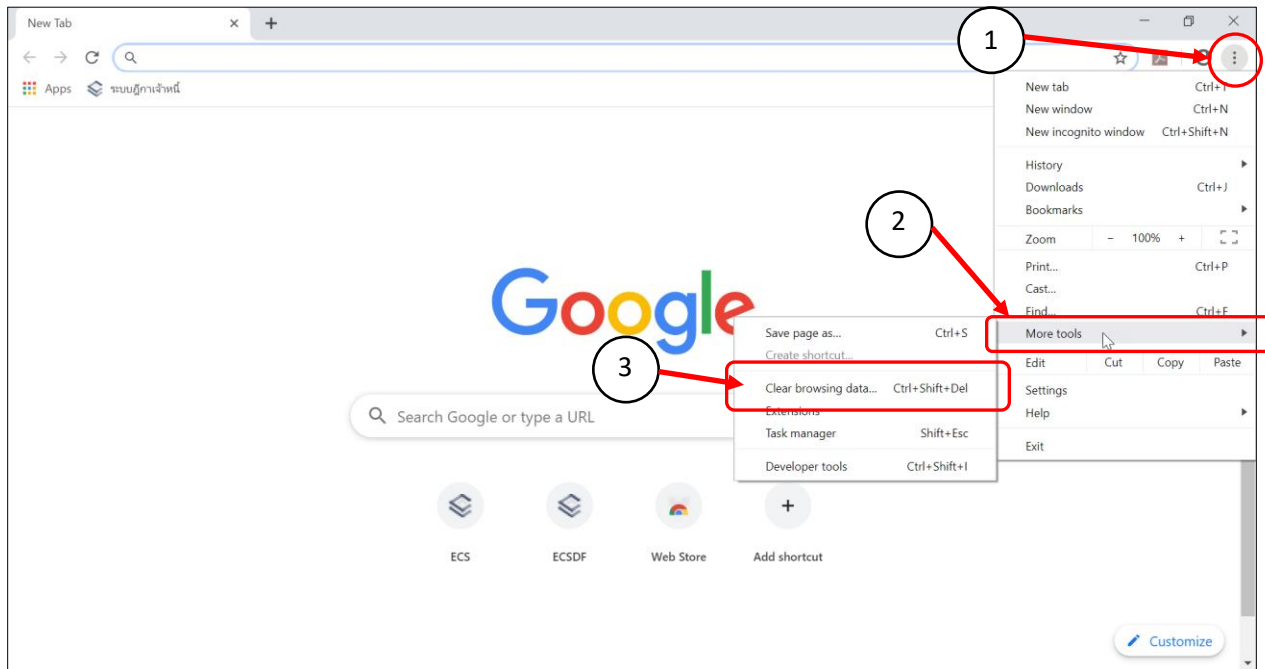 New Tab
1
Apps
ระบบฎีกาเจ้าหนี้
New tab Ctrl+T
New window Ctrl+N
New incognito window Ctrl+Shift+N
History
Downloads Ctrl+J
2
Bookmarks
Zoom - 100% +
Print... Ctrl+P
Cast...
Find... Ctrl+F
More tools
Edit Cut Copy Paste
Settings
Help
Exit
Google
Save page as... Ctrl+S
Create shortcut...
3
Clear browsing data... Ctrl+Shift+Del
Extensions
Task manager Shift+Esc
Developer tools Ctrl+Shift+I
Search Google or type a URL
ECS
ECSDF
Web Store
Add shortcut
Customize